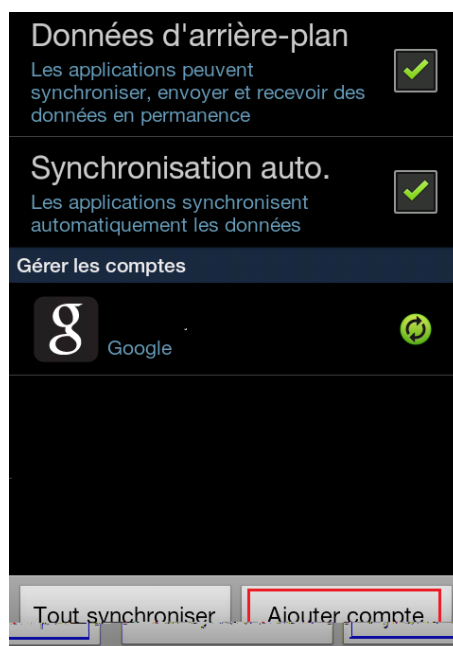 Données d'arrière-plan
Les applications peuvent
synchroniser, envoyer et recevoir des
données en permanence
Synchronisation auto.
Les applications synchronisent
automatiquement les données
Gérer les comptes
g
Google
Tout synchroniser
Ajouter compte